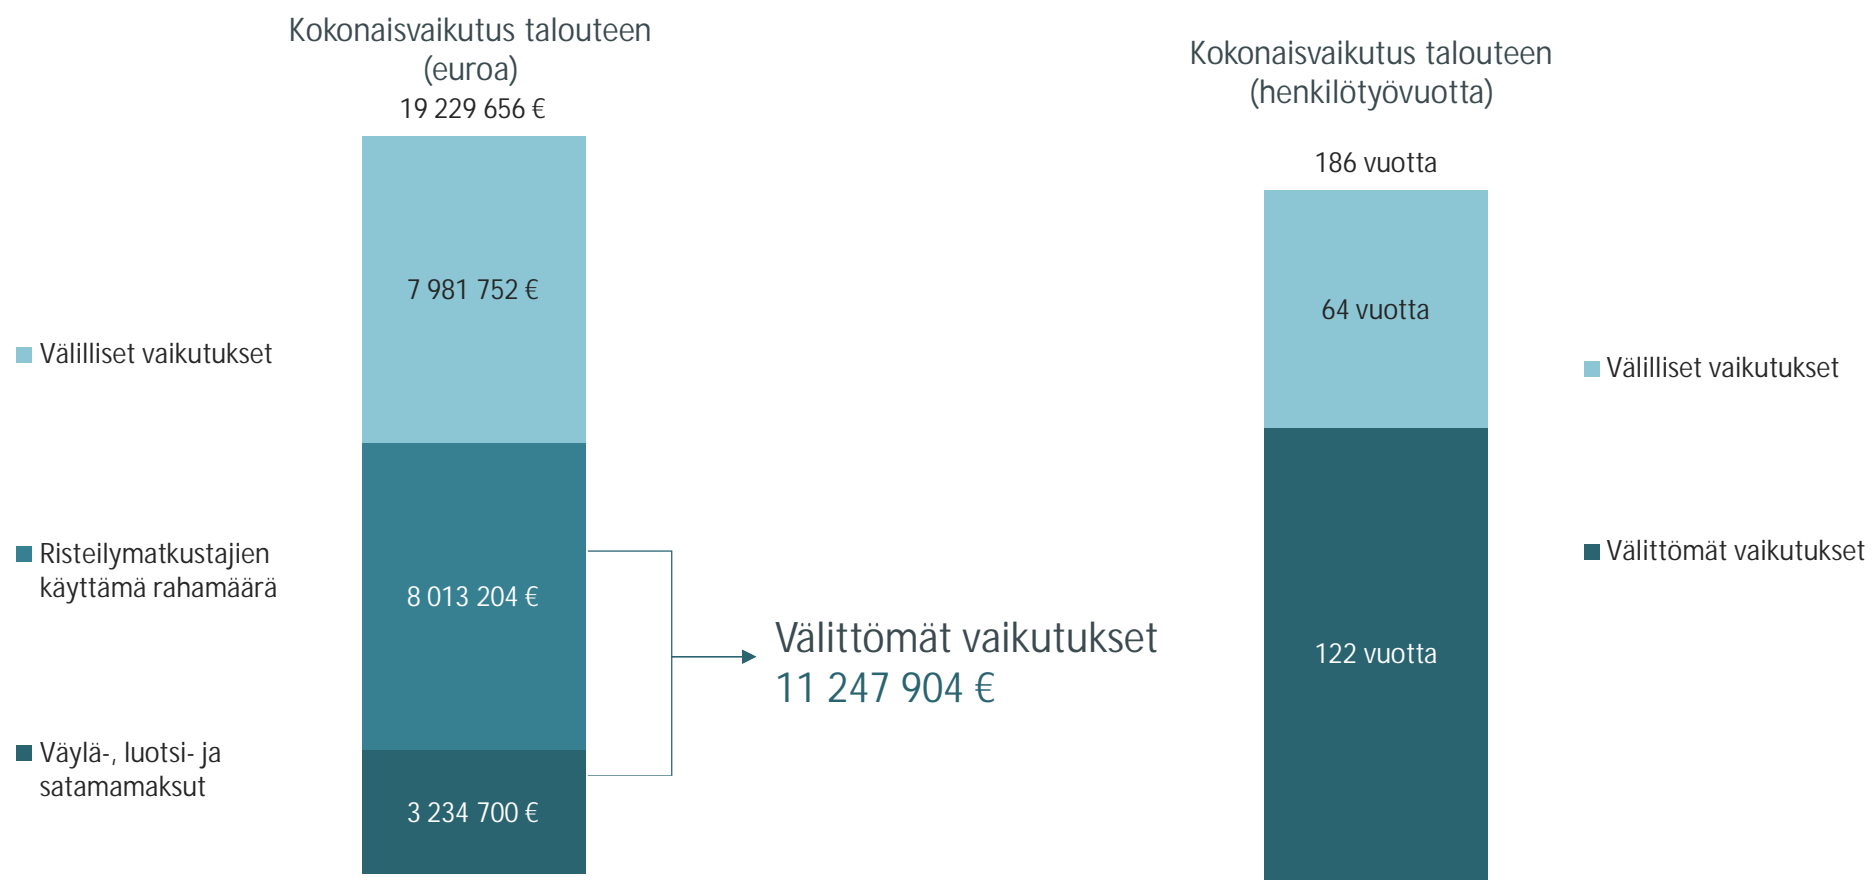 Kokonaisvaikutus talouteen
(euroa)
19 229 656 €
7 981 752 €
Välilliset vaikutukset
Risteilymatkustajien
käyttämä rahamäärä
8 013 204 €
Väylä-, luotsi- ja
satamamaksut
3 234 700 €
Välittömät vaikutukset
11 247 904 €
Kokonaisvaikutus talouteen
(henkilötyövuotta)
186 vuotta
64 vuotta
Välilliset vaikutukset
Välittömät vaikutukset
122 vuotta